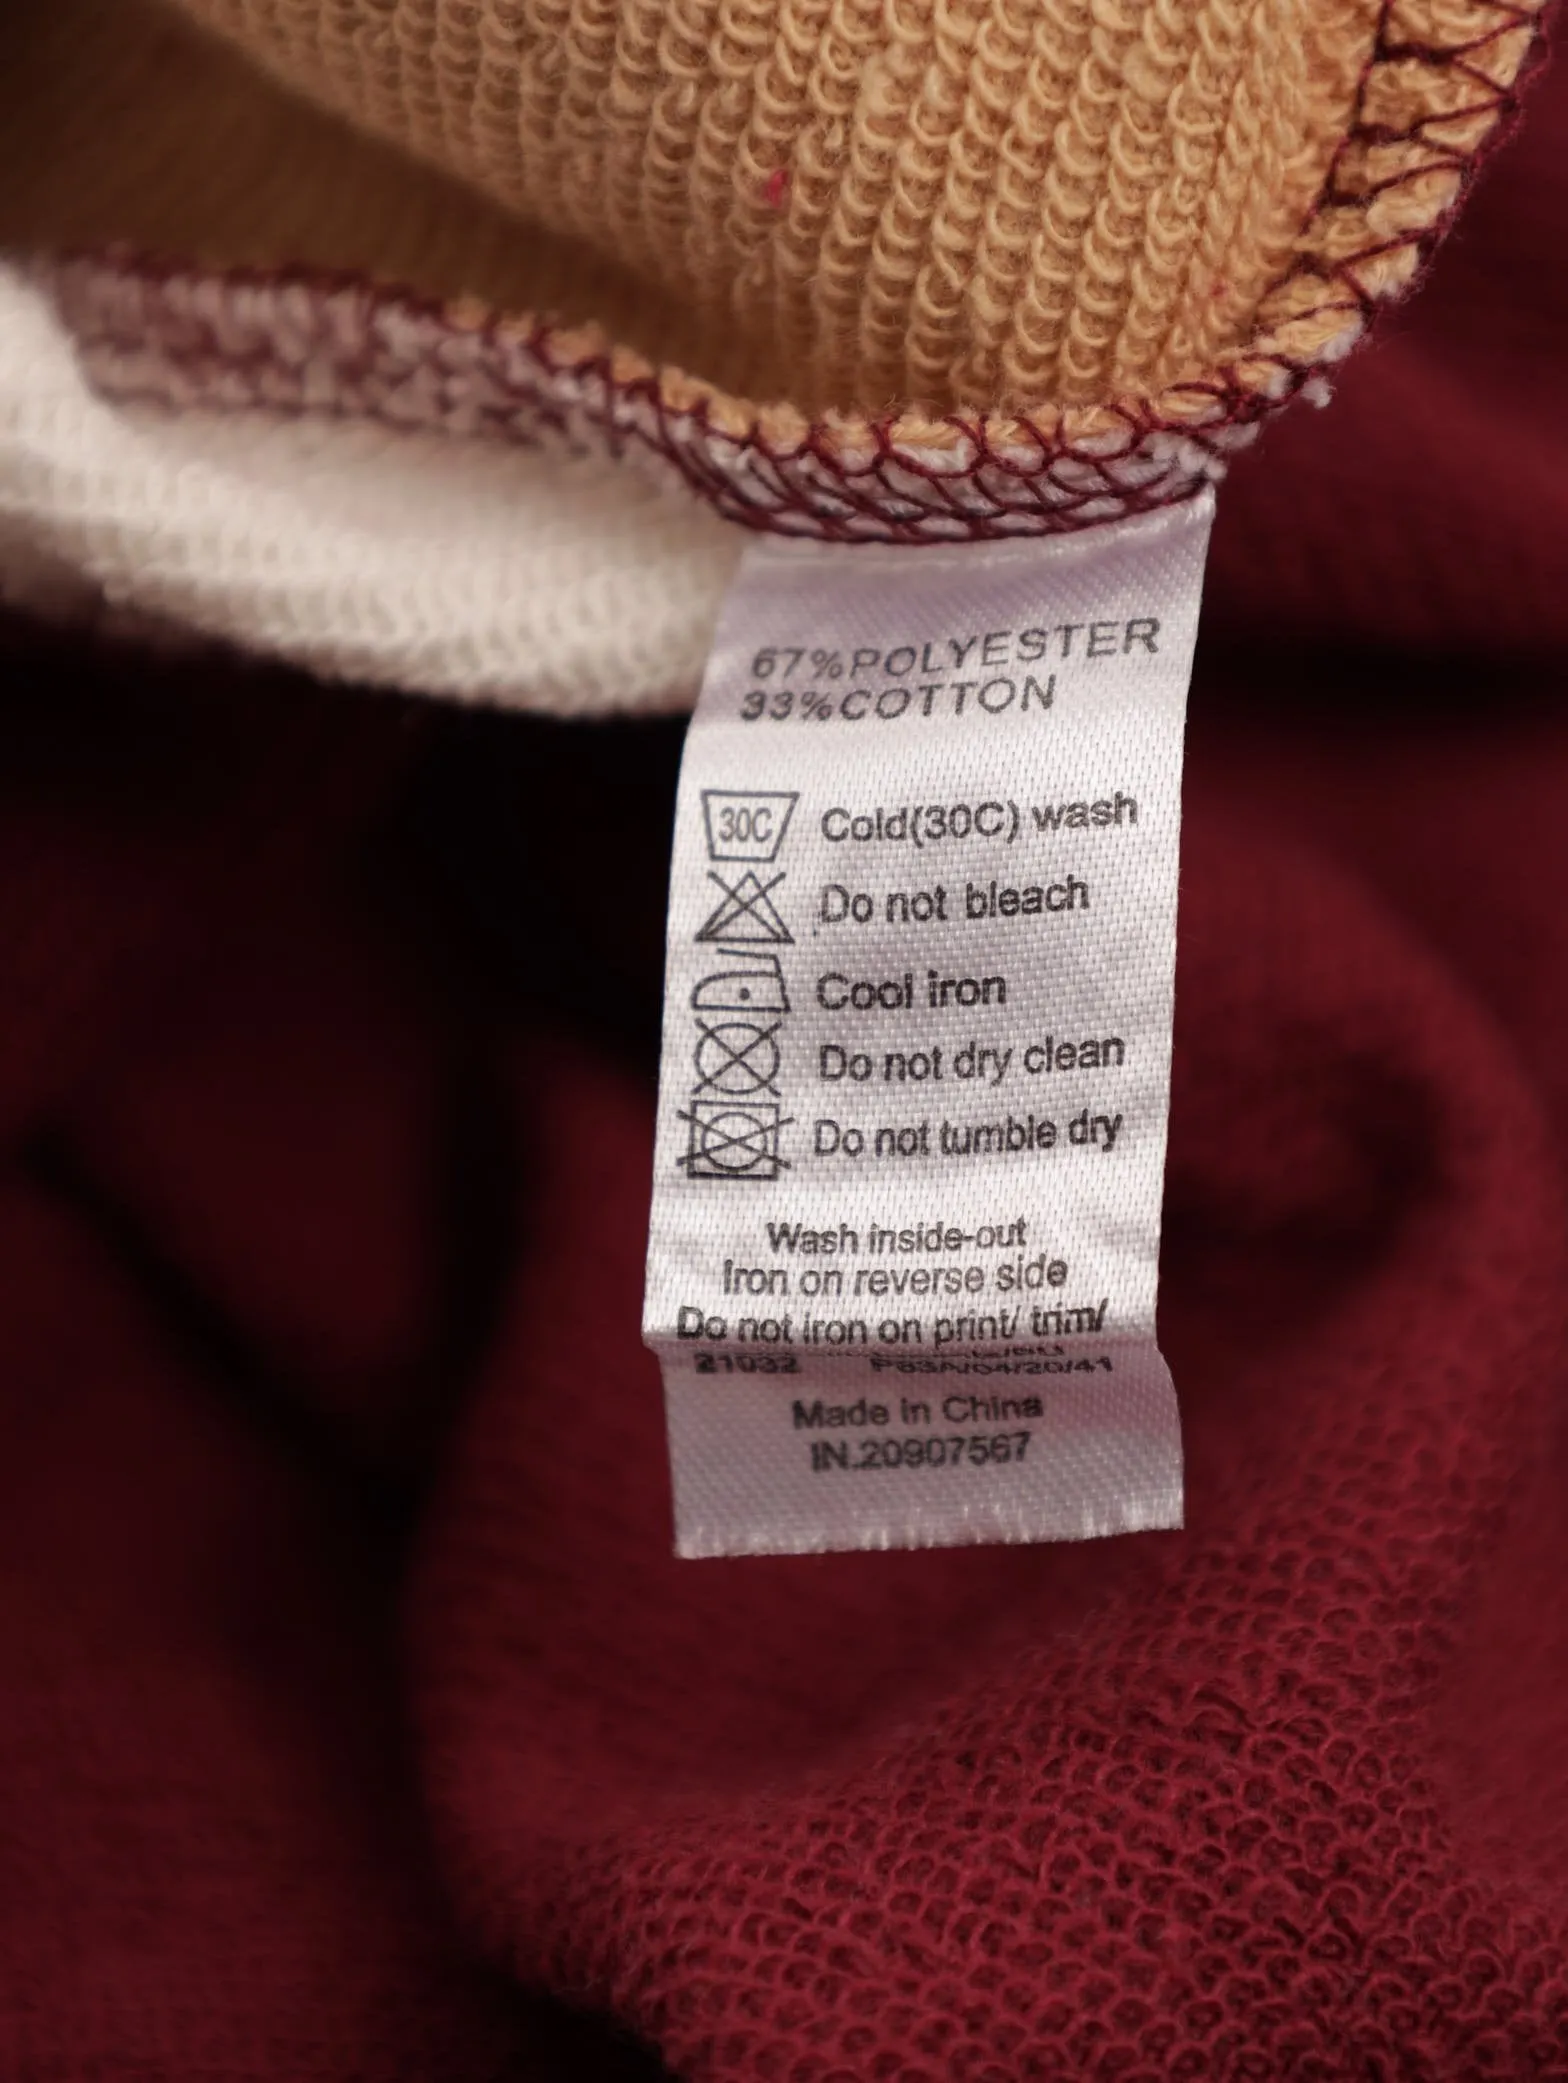 67%POLYESTER
33%COTTON
30C Cold(30C) wash
Do not bleach
Cool iron
Do not dry clean
Do not tumble dry
Wash inside-out
Iron on reverse side
Do not iron on print/ trim/
21032
Made in China
IN.20907567